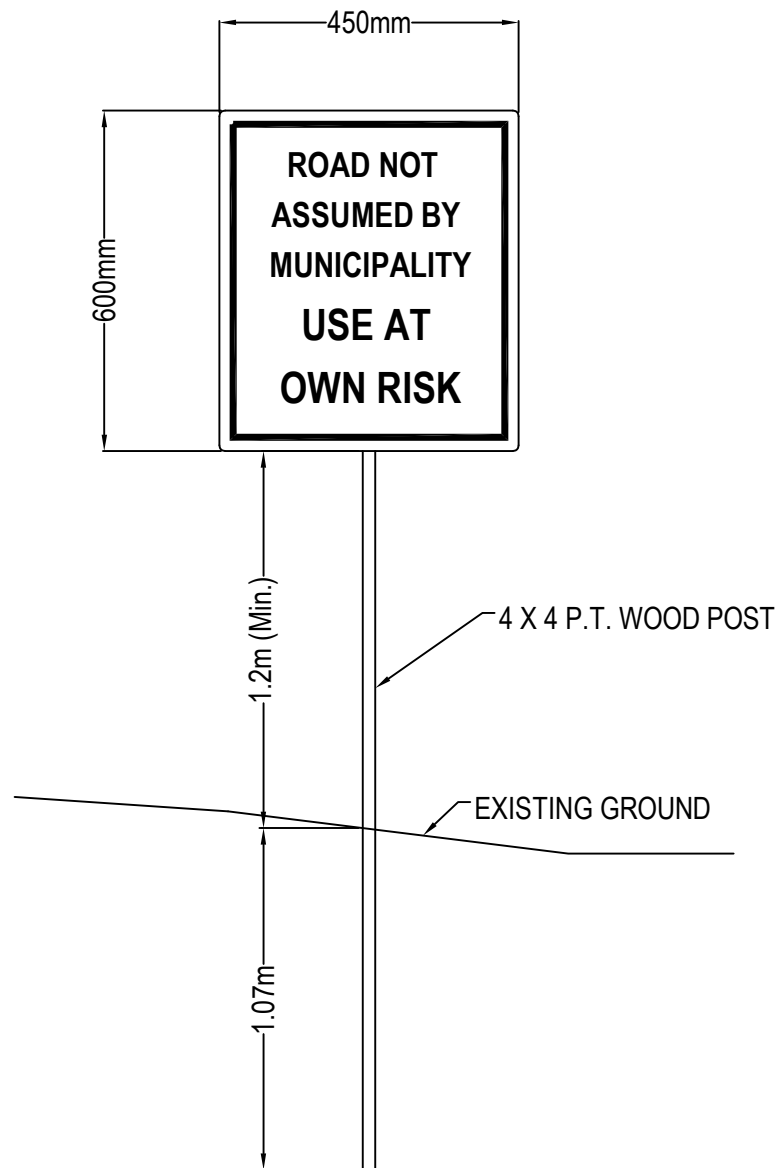 450mm
600mm
ROAD NOT
ASSUMED BY
MUNICIPALITY
USE AT
OWN RISK
1.2m (Min.)
4 X 4 P.T. WOOD POST
EXISTING GROUND
1.07m